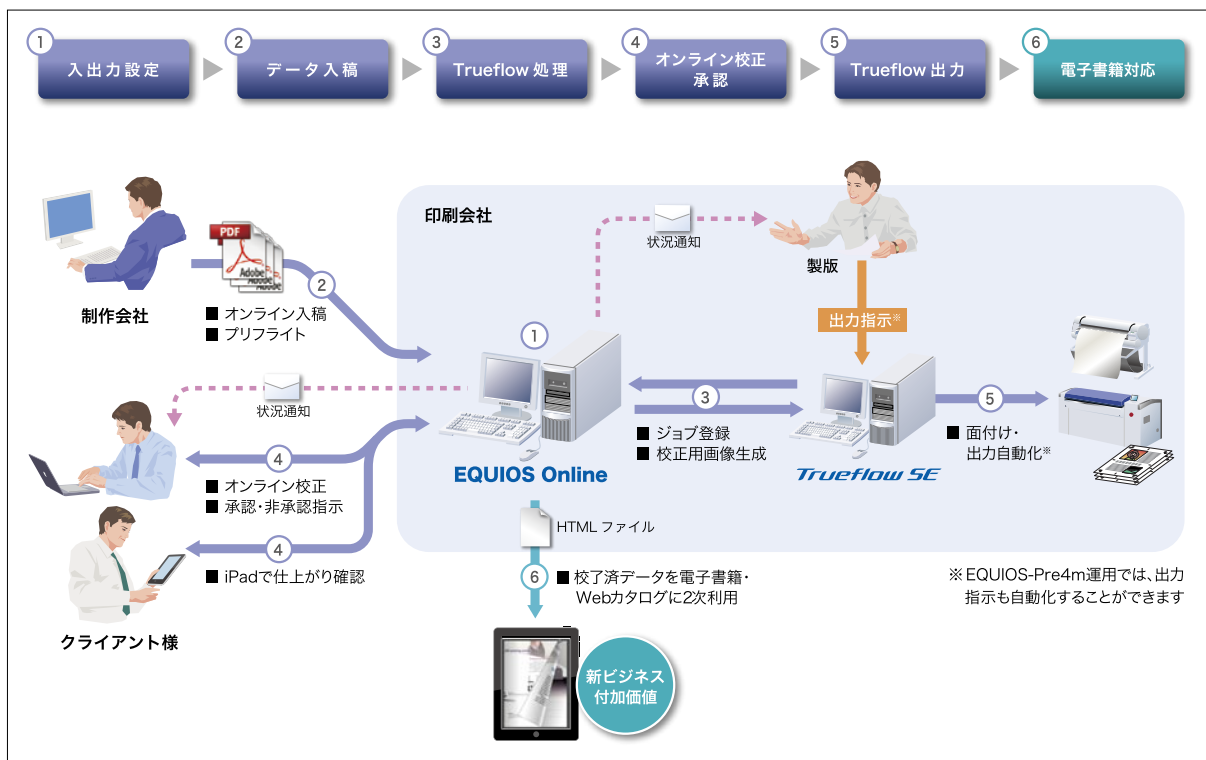 1
入出力設定
2
データ入稿
3
Trueflow 処理
4
オンライン校正
承認
5
Trueflow 出力
6
電子書籍対応
印刷会社
状況通知
製版
制作会社
PDF
Adobe
2
■ オンライン入稿
■ プリフライト
出力指示※
1
状況通知
3
■ ジョブ登録
■ 校正用画像生成
5
■ 面付け・
出力自動化※
4
■ オンライン校正
■ 承認・非承認指示
EQUIOS Online
Trueflow SE
HTML ファイル
4
■ iPadで仕上がり確認
クライアント様
6
■ 校了済データを電子書籍・
Webカタログに2次利用
※ EQUIOS-Pre4m運用では、出力
指示も自動化することができます
新ビジネス
付加価値